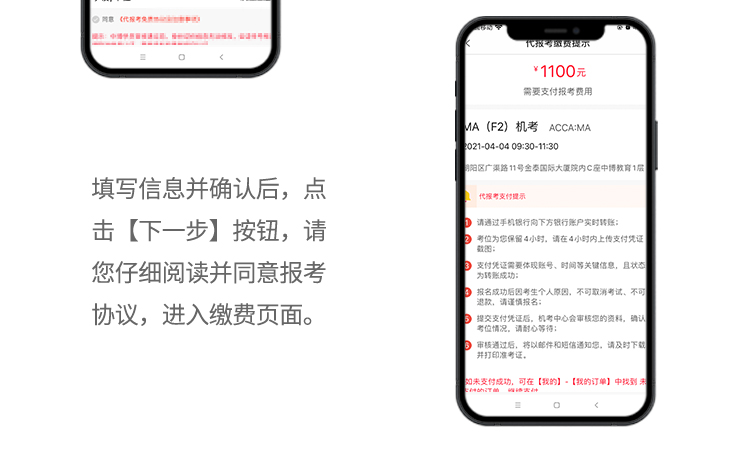 同意 《代报考免责
填写信息并确认后，点
击【下一步】按钮，请
您仔细阅读并同意报考
协议，进入缴费页面。
代报考缴费提示
¥1100元
需要支付报考费用
MA（F2）机考 ACCA:MA
2021-04-04 09:30-11:30
朝阳区广渠路11号金泰国际大厦院内C座中博教育1层
代报考支付提示
1 请通过手机银行向下方银行账户实时转账；
2 考位为您保留4小时，请在4小时内上传支付凭证
截图；
3 支付凭证需要体现账号、时间等关键信息，且状态
为转账成功；
4 报名成功后因考生个人原因，不可取消考试、不可
退款，请谨慎报名；
5 提交支付凭证后，机考中心会审核您的资料，确认
考位情况，请耐心等待；
6 审核通过后，将以邮件和短信通知您，请及时下载
并打印准考证。
如未支付成功，可在【我的】-【我的订单】中找到 未
支付的订单，继续支付